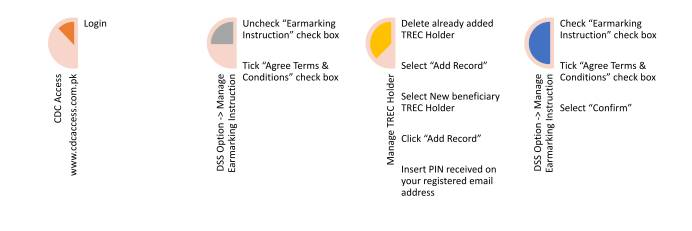 Login
CDC Access
www.cdcaccess.com.pk
Uncheck “Earmarking
Instruction” check box
Tick “Agree Terms &
Conditions” check box
DSS Option -> Manage
Earmarking Instruction
Delete already added
TREC Holder
Select “Add Record”
Select New beneficiary
TREC Holder
Click “Add Record”
Insert PIN received on
your registered email
address
Manage TREC Holder
Check “Earmarking
Instruction” check box
Tick “Agree Terms &
Conditions” check box
Select “Confirm”
DSS Option -> Manage
Earmarking Instruction